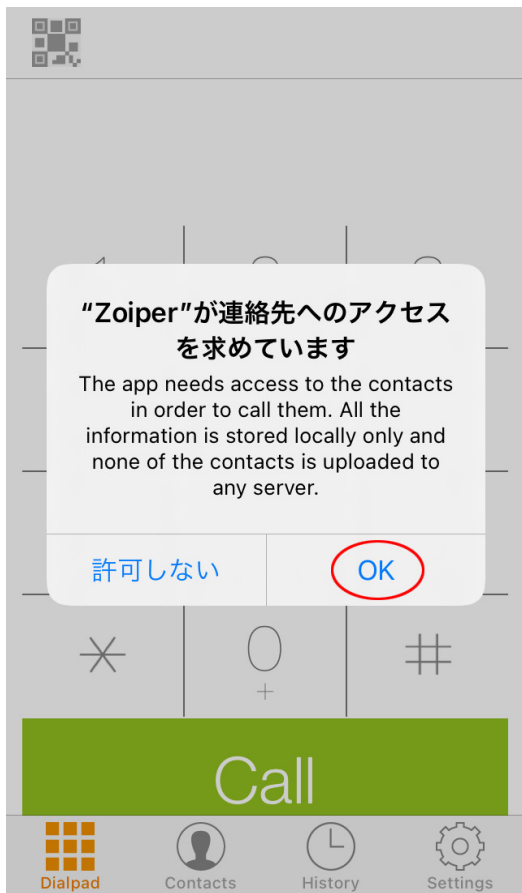 “Zoiper”が連絡先へのアクセス
を求めています
The app needs access to the contacts
in order to call them. All the
information is stored locally only and
none of the contacts is uploaded to
any server.
許可しない OK
* 0 #
+
Call
Dialpad Contacts History Settings